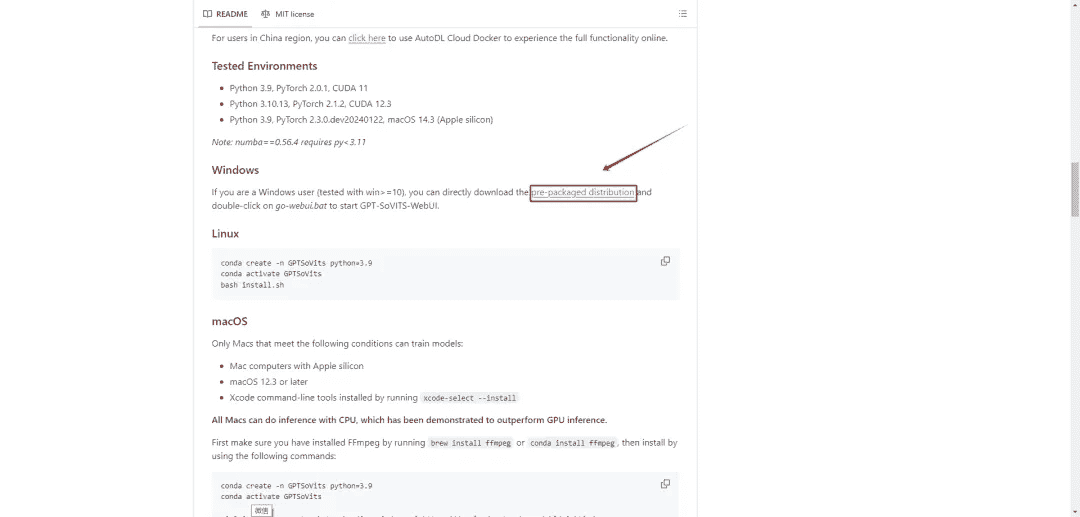 README MIT license
For users in China region, you can click here to use AutoDL Cloud Docker to experience the full functionality online.
Tested Environments
Python 3.9, PyTorch 2.0.1, CUDA 11
Python 3.10.13, PyTorch 2.1.2, CUDA 12.3
Python 3.9, PyTorch 2.3.0.dev20240122, macOS 14.3 (Apple silicon)
Note: numba==0.56.4 requires py<3.11
Windows
If you are a Windows user (tested with win>=10), you can directly download the pre-packaged distribution and
double-click on go-webui.bat to start GPT-SoVITS-WebUI.
Linux
conda create -n GPTSoVits python=3.9
conda activate GPTSoVits
bash install.sh
macOS
Only Macs that meet the following conditions can train models:
Mac computers with Apple silicon
macOS 12.3 or later
Xcode command-line tools installed by running xcode-select --install
All Macs can do inference with CPU, which has been demonstrated to outperform GPU inference.
First make sure you have installed FFmpeg by running brew install ffmpeg or conda install ffmpeg, then install by
using the following commands:
conda create -n GPTSoVits python=3.9
conda activate GPTSoVits
微信